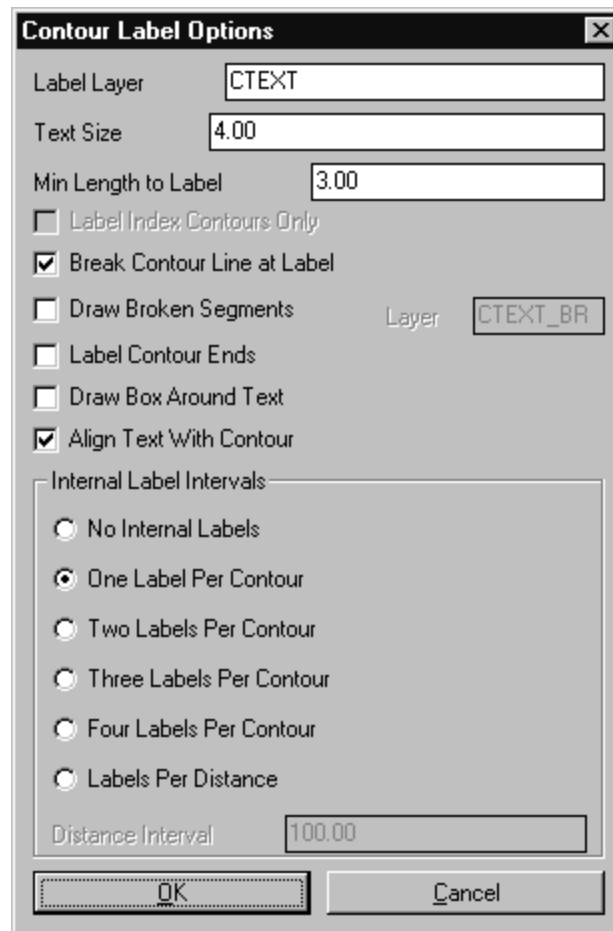 Contour Label Options
Label Layer CTEXT
Text Size 4.00
Min Length to Label 3.00
Label Index Contours Only
Break Contour Line at Label
Draw Broken Segments Layer CTEXT_BR
Label Contour Ends
Draw Box Around Text
Align Text With Contour
Internal Label Intervals
No Internal Labels
One Label Per Contour
Two Labels Per Contour
Three Labels Per Contour
Four Labels Per Contour
Labels Per Distance
Distance Interval 100.00
OK Cancel